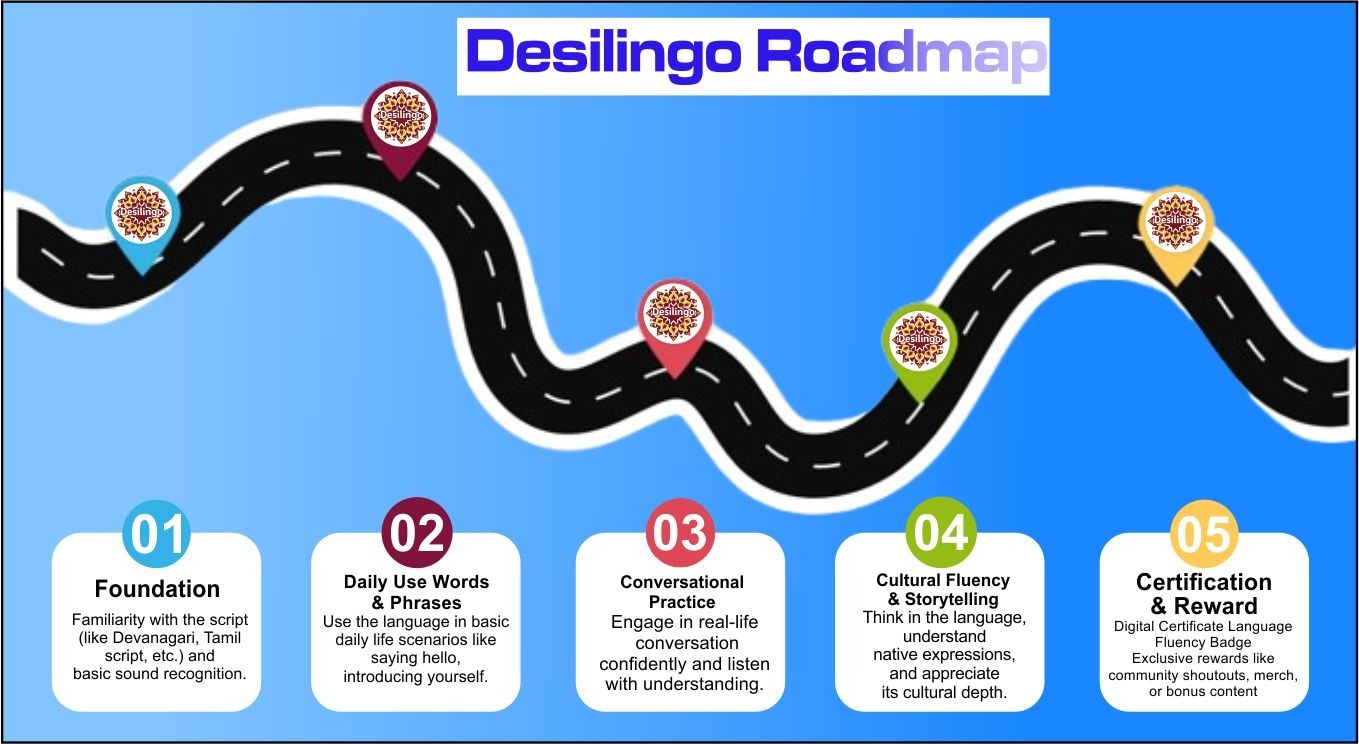 Desilingo Roadmap
Desilingo
Desilingo
Desilingo
Desilingo
Desilingo
01
Foundation
Familiarity with the script
(like Devanagari, Tamil
script, etc.) and
basic sound recognition.
02
Daily Use Words
& Phrases
Use the language in basic
daily life scenarios like
saying hello,
introducing yourself.
03
Conversational
Practice
Engage in real-life
conversation
confidently and listen
with understanding.
04
Cultural Fluency
& Storytelling
Think in the language,
understand
native expressions,
and appreciate
its cultural depth.
05
Certification
& Reward
Digital Certificate Language
Fluency Badge
Exclusive rewards like
community shoutouts, merch,
or bonus content